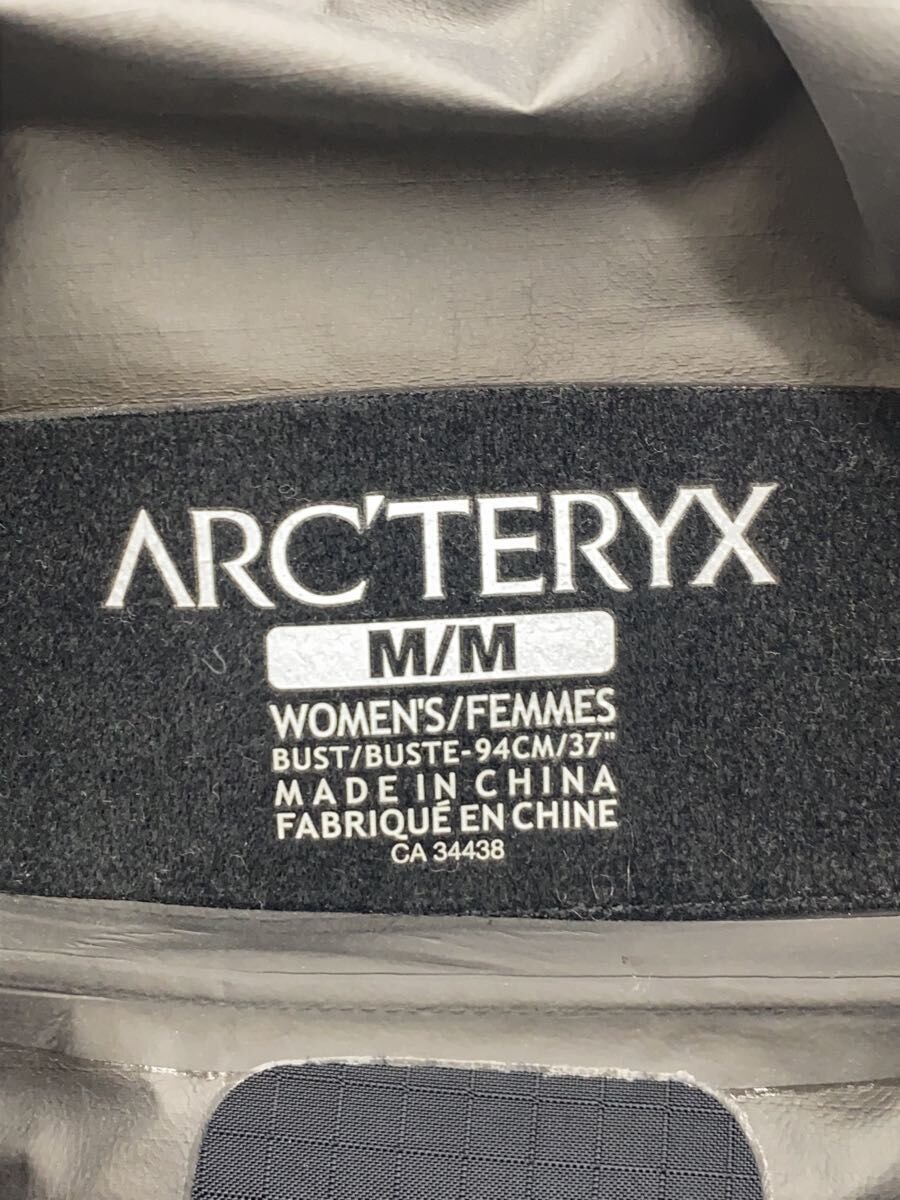 ARC'TERYX
M/M
WOMEN'S/FEMMES
BUST/BUSTE-94CM/37"
MADE IN CHINA
FABRIQUÉ EN CHINE
CA 34438